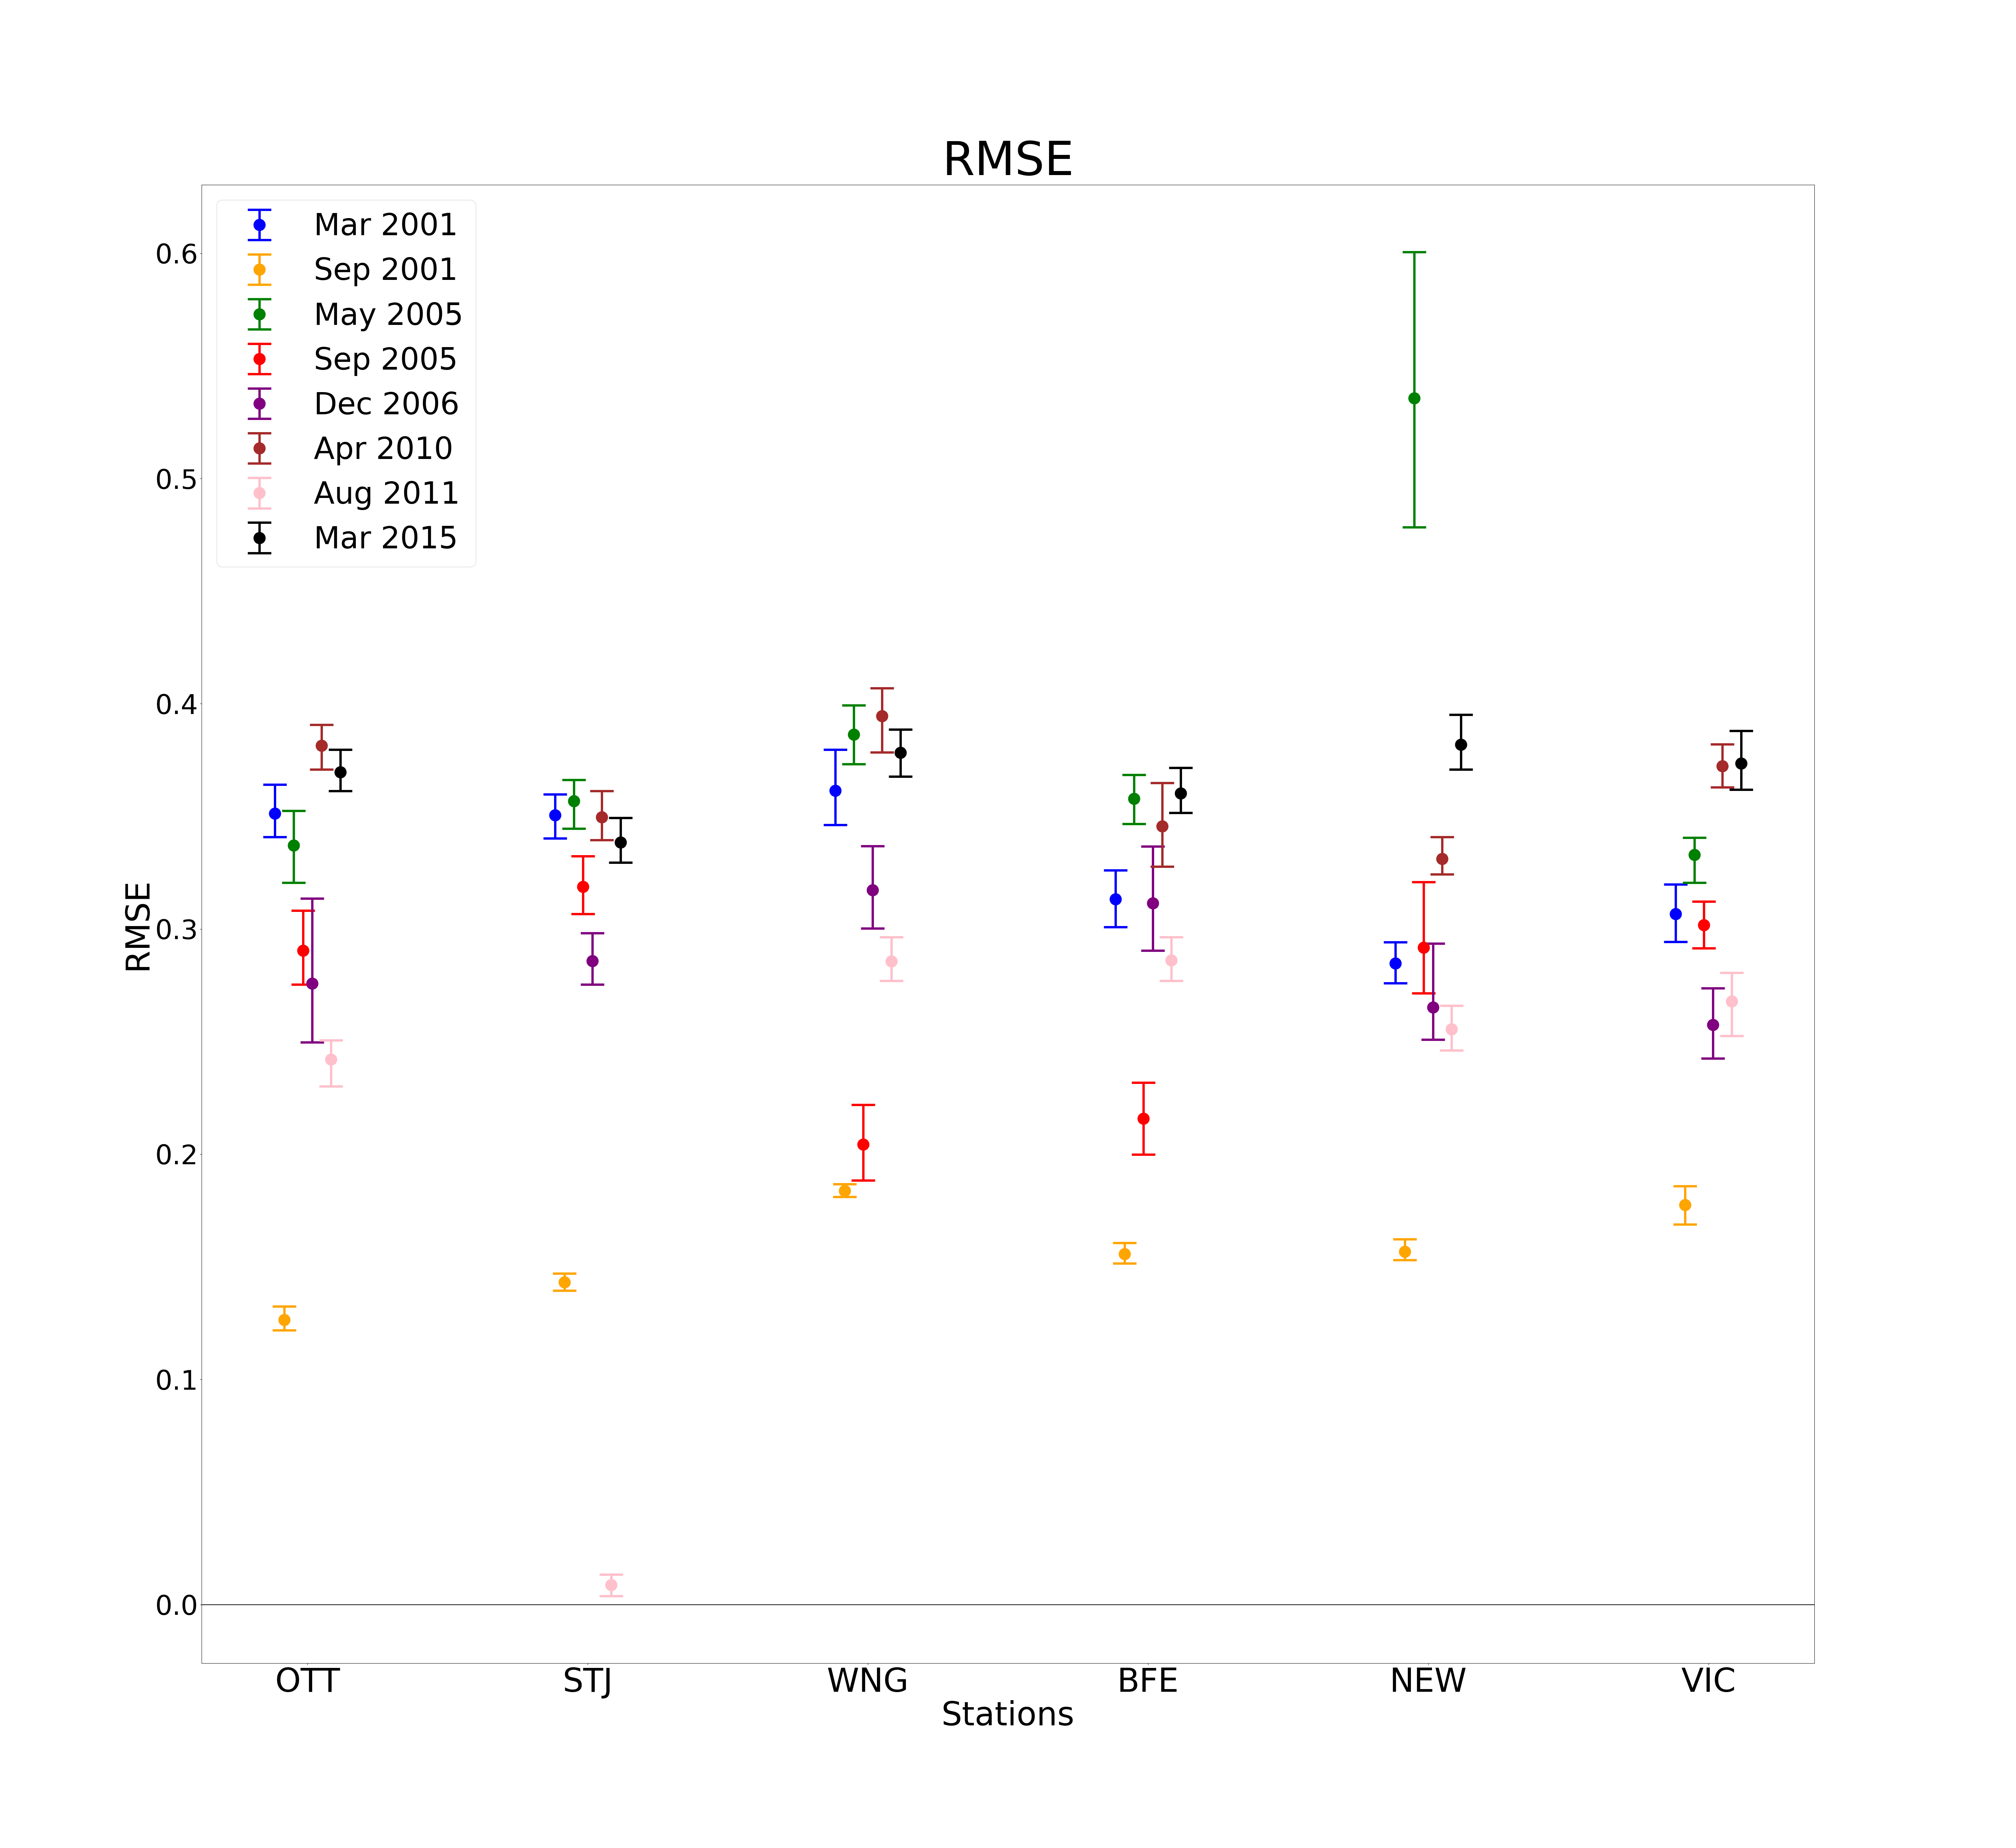 RMSE
Mar 2001
Sep 2001
May 2005
Sep 2005
Dec 2006
Apr 2010
Aug 2011
Mar 2015
0.6
0.5
0.4
0.3
0.2
0.1
0.0
RMSE
OTT STJ WNG BFE NEW VIC
Stations